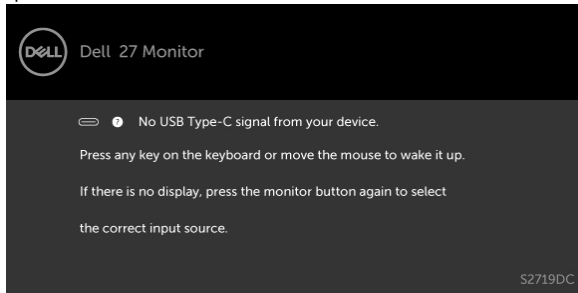 DELL
Dell 27 Monitor
? No USB Type-C signal from your device.
Press any key on the keyboard or move the mouse to wake it up.
If there is no display, press the monitor button again to select
the correct input source.
S2719DC